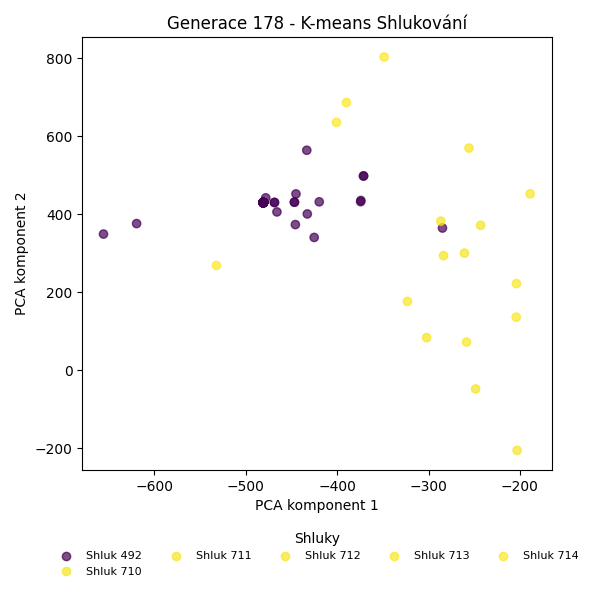 Generace 178 - K-means Shlukování
PCA komponent 2
800
600
400
200
0
−200
−600
−500
−400
−300
−200
PCA komponent 1
Shluky
Shluk 492
Shluk 711
Shluk 712
Shluk 713
Shluk 714
Shluk 710